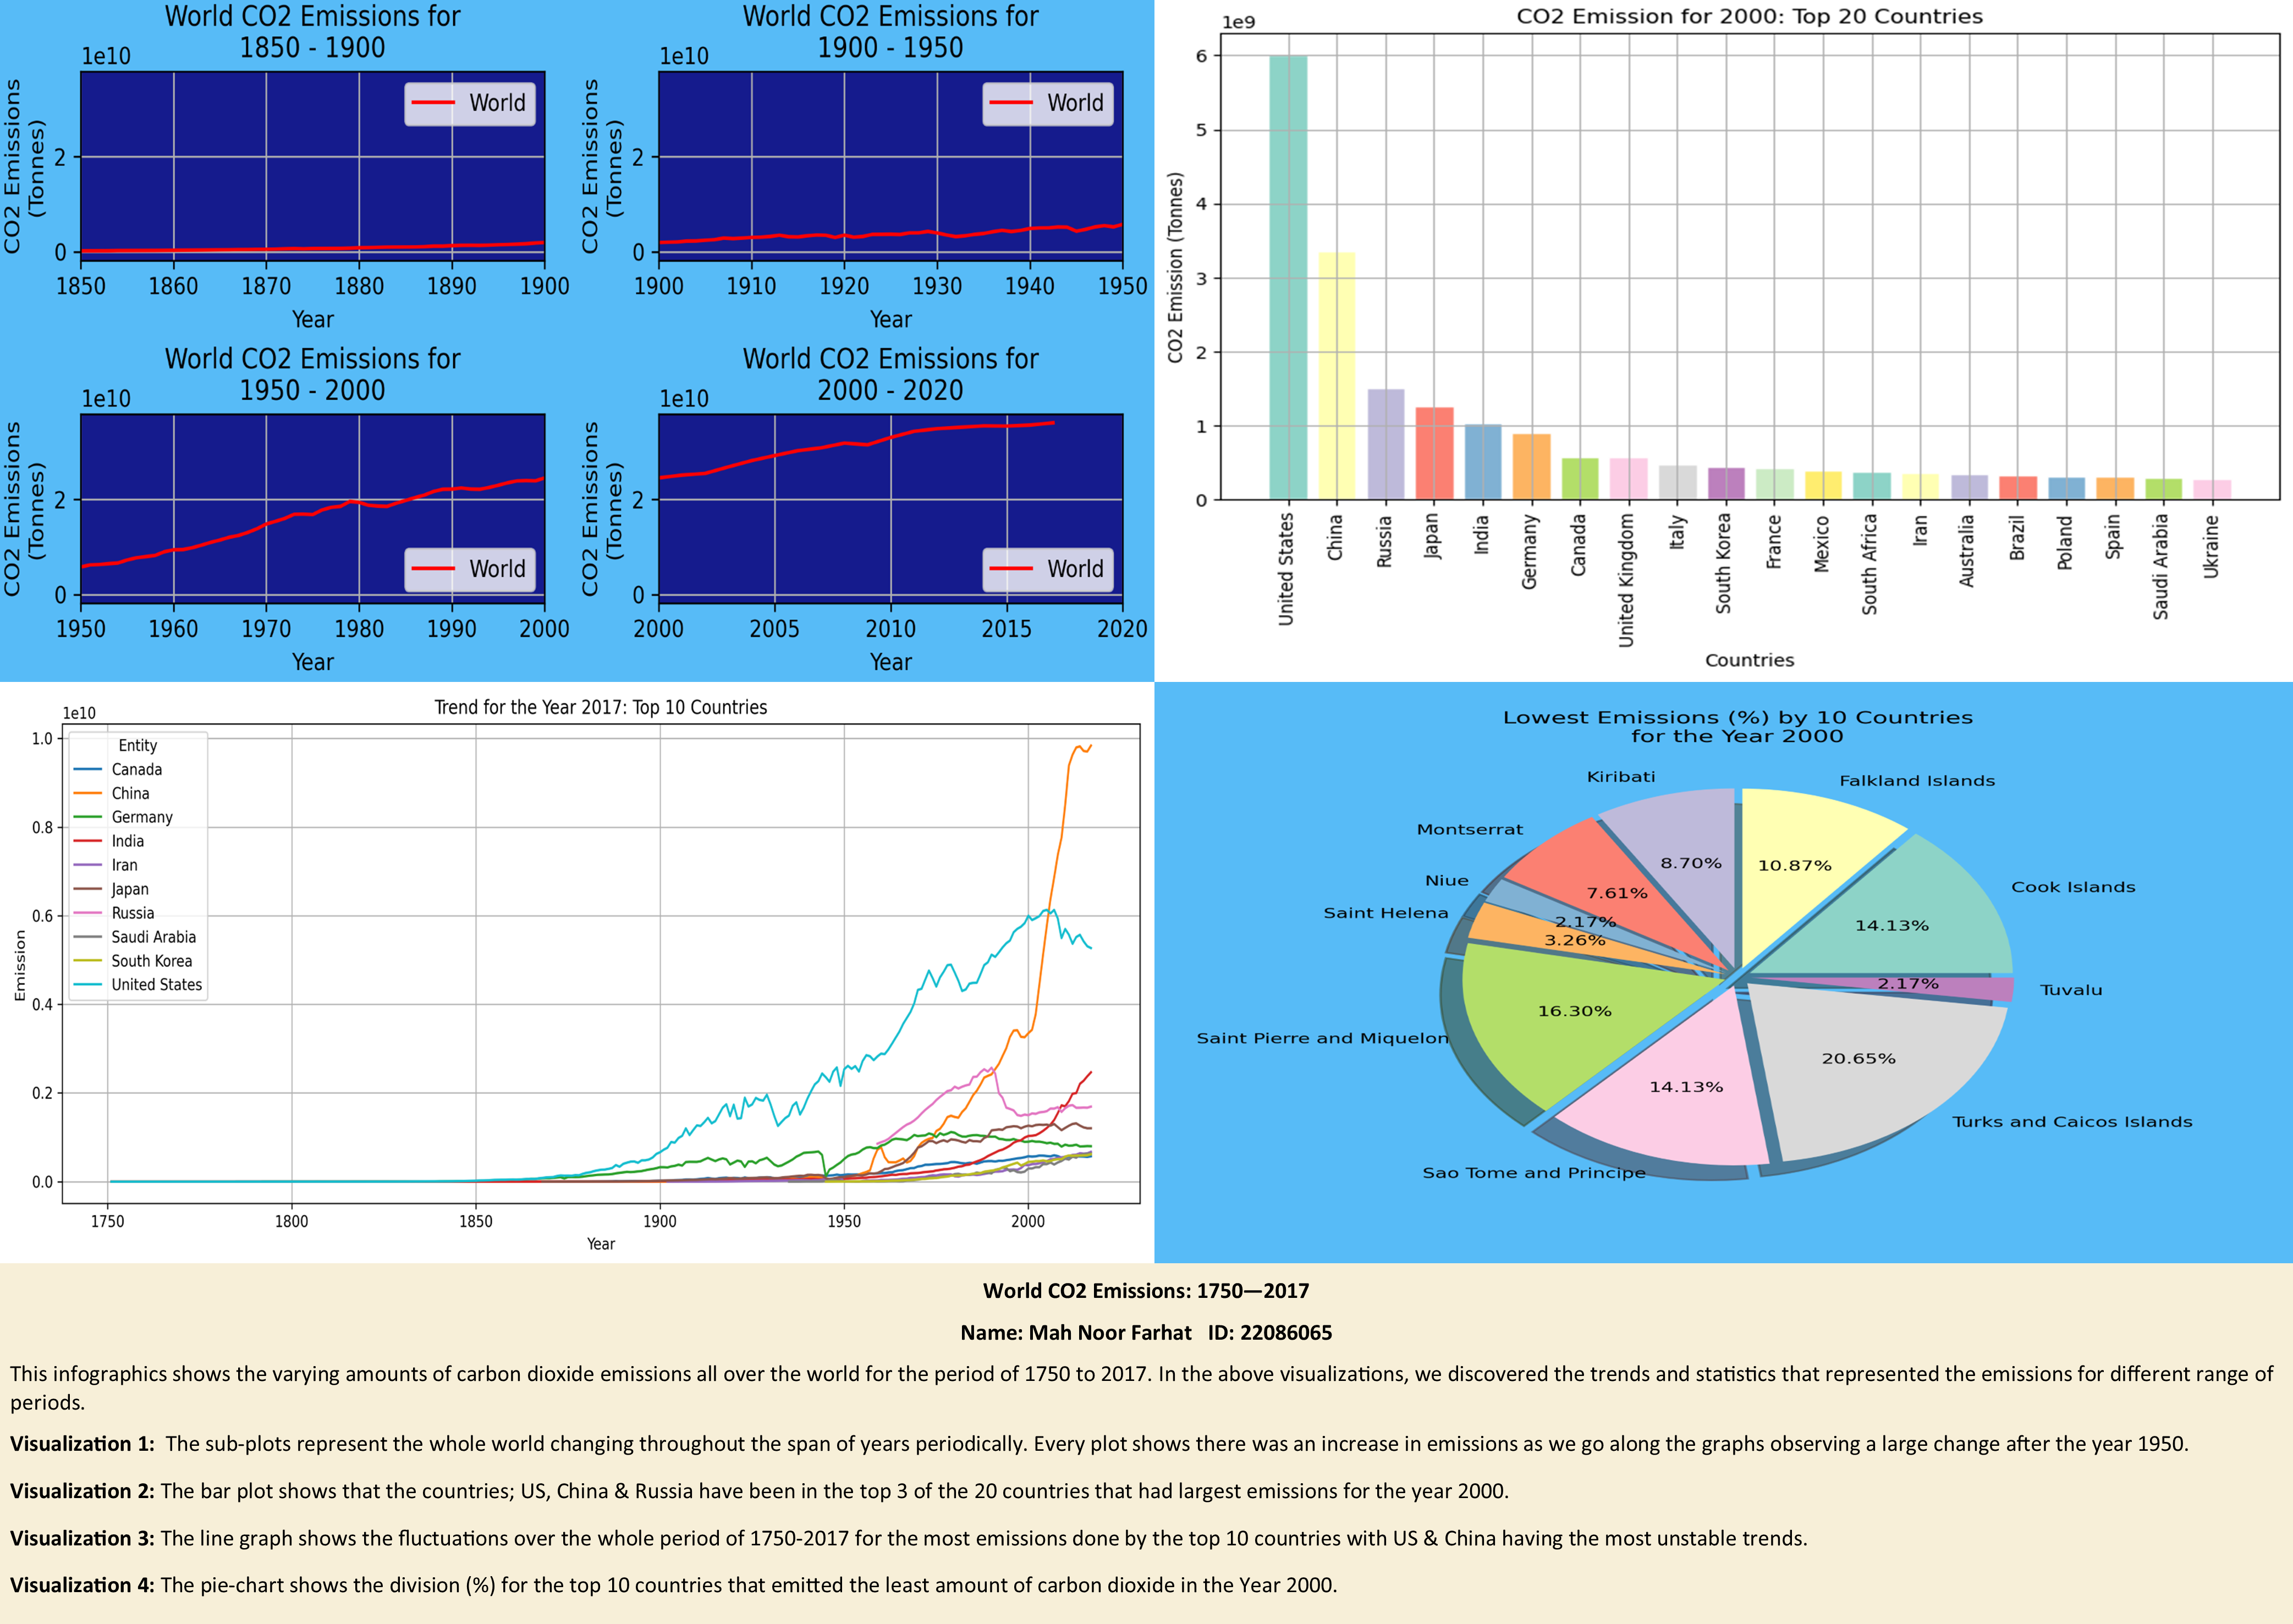 World CO2 Emissions for
1850 - 1900
1e10
CO2 Emissions
(Tonnes)
2
0
World
1850 1860 1870 1880 1890 1900
Year
World CO2 Emissions for
1900 - 1950
1e10
CO2 Emissions
(Tonnes)
2
0
World
1900 1910 1920 1930 1940 1950
Year
World CO2 Emissions for
1950 - 2000
1e10
CO2 Emissions
(Tonnes)
2
0
World
1950 1960 1970 1980 1990 2000
Year
World CO2 Emissions for
2000 - 2020
1e10
CO2 Emissions
(Tonnes)
2
0
World
2000 2005 2010 2015 2020
Year
CO2 Emission for 2000: Top 20 Countries
1e9
CO2 Emission (Tonnes)
6
5
4
3
2
1
0
United States
China
Russia
Japan
India
Germany
Canada
United Kingdom
Italy
South Korea
France
Mexico
South Africa
Iran
Australia
Brazil
Poland
Spain
Saudi Arabia
Ukraine
Countries
Trend for the Year 2017: Top 10 Countries
1e10
Emission
1.0
0.8
0.6
0.4
0.2
0.0
Entity
Canada
China
Germany
India
Iran
Japan
Russia
Saudi Arabia
South Korea
United States
1750 1800 1850 1900 1950 2000
Year
Lowest Emissions (%) by 10 Countries
for the Year 2000
Kiribati
8.70%
Falkland Islands
10.87%
Montserrat
7.61%
Cook Islands
14.13%
Niue
2.17%
Saint Helena
3.26%
Tuvalu
2.17%
Saint Pierre and Miquelon
16.30%
Turks and Caicos Islands
20.65%
Sao Tome and Principe
14.13%
World CO2 Emissions: 1750—2017
Name: Mah Noor Farhat ID: 22086065
This infographics shows the varying amounts of carbon dioxide emissions all over the world for the period of 1750 to 2017. In the above visualizations, we discovered the trends and statistics that represented the emissions for different range of
periods.
Visualization 1: The sub-plots represent the whole world changing throughout the span of years periodically. Every plot shows there was an increase in emissions as we go along the graphs observing a large change after the year 1950.
Visualization 2: The bar plot shows that the countries; US, China & Russia have been in the top 3 of the 20 countries that had largest emissions for the year 2000.
Visualization 3: The line graph shows the fluctuations over the whole period of 1750-2017 for the most emissions done by the top 10 countries with US & China having the most unstable trends.
Visualization 4: The pie-chart shows the division (%) for the top 10 countries that emitted the least amount of carbon dioxide in the Year 2000.